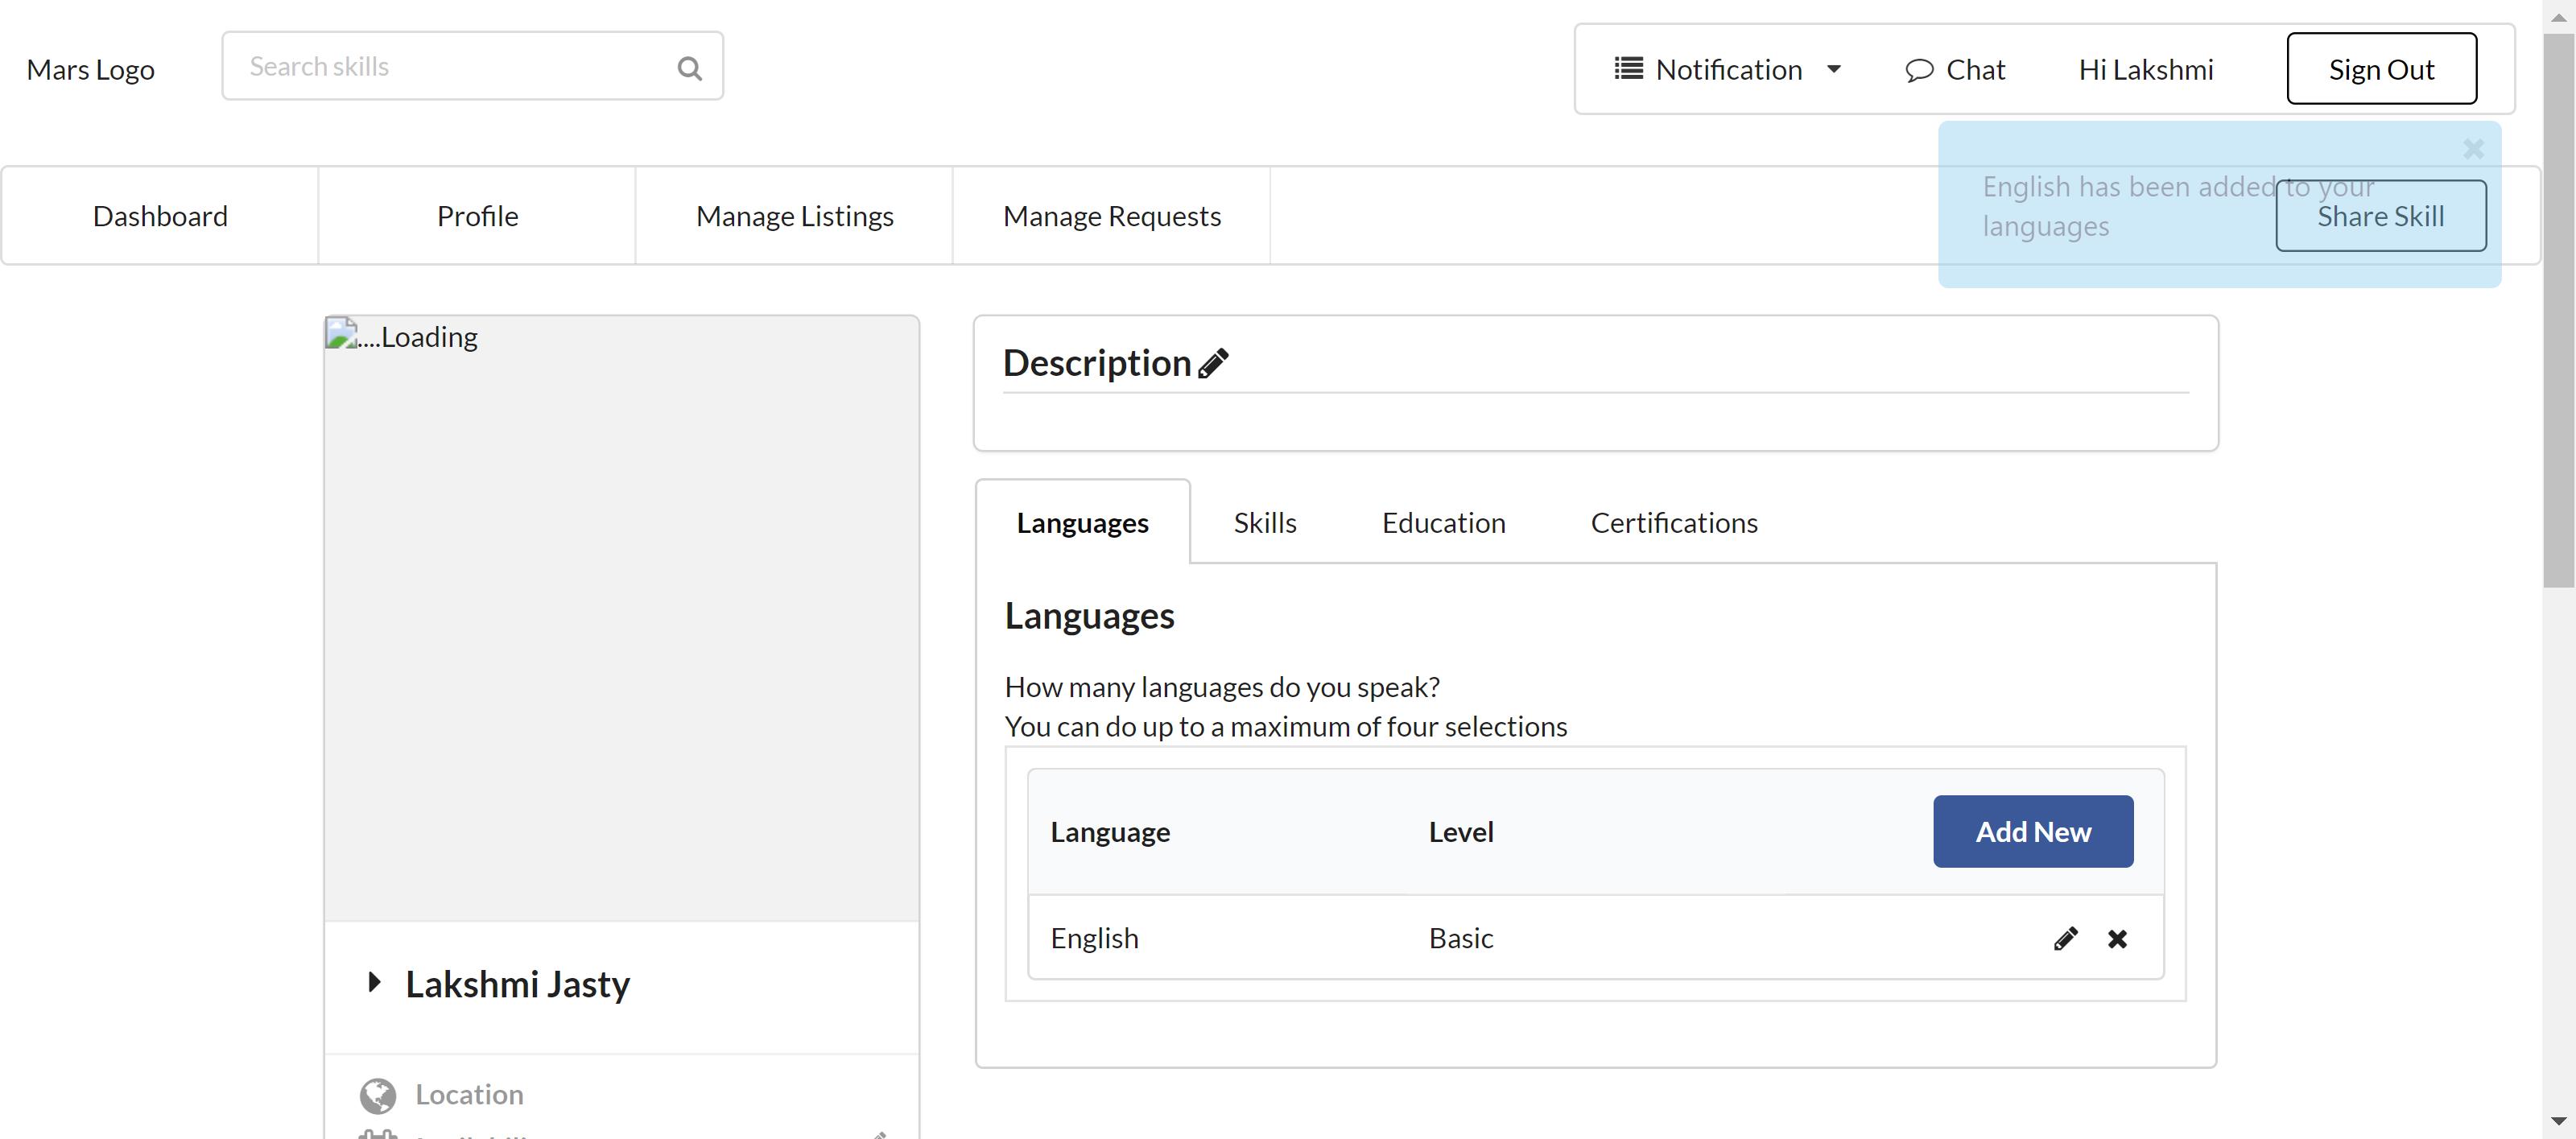 Mars Logo
Search skills
Notification
Chat
Hi Lakshmi
Sign Out
Dashboard
Profile
Manage Listings
Manage Requests
English has been added to your
languages
Share Skill
....Loading
Description
Languages
Skills
Education
Certifications
Languages
How many languages do you speak?
You can do up to a maximum of four selections
Language
Level
Add New
English
Basic
Lakshmi Jasty
Location